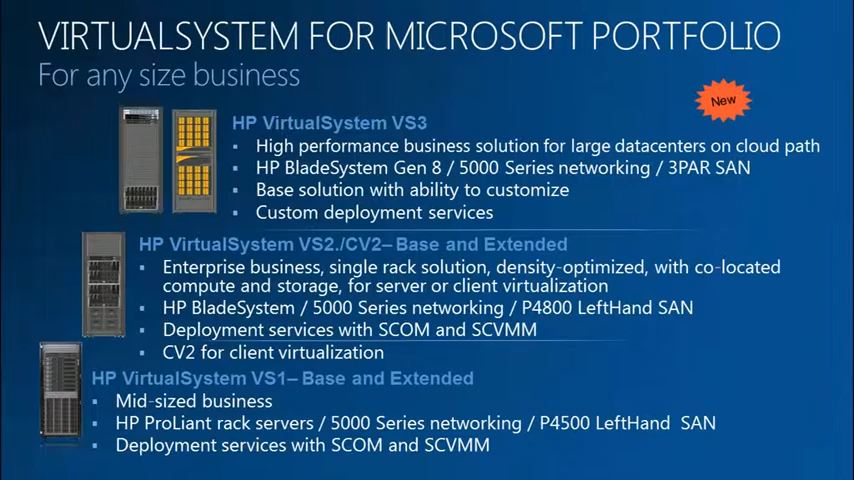 VIRTUALSYSTEM FOR MICROSOFT PORTFOLIO
For any size business
New
HP VirtualSystem VS3
▪ High performance business solution for large datacenters on cloud path
▪ HP BladeSystem Gen 8 / 5000 Series networking / 3PAR SAN
▪ Base solution with ability to customize
▪ Custom deployment services
HP VirtualSystem VS2./CV2– Base and Extended
▪ Enterprise business, single rack solution, density-optimized, with co-located
compute and storage, for server or client virtualization
▪ HP BladeSystem / 5000 Series networking / P4800 LeftHand SAN
▪ Deployment services with SCOM and SCVMM
▪ CV2 for client virtualization
HP VirtualSystem VS1– Base and Extended
▪ Mid-sized business
▪ HP ProLiant rack servers / 5000 Series networking / P4500 LeftHand SAN
▪ Deployment services with SCOM and SCVMM